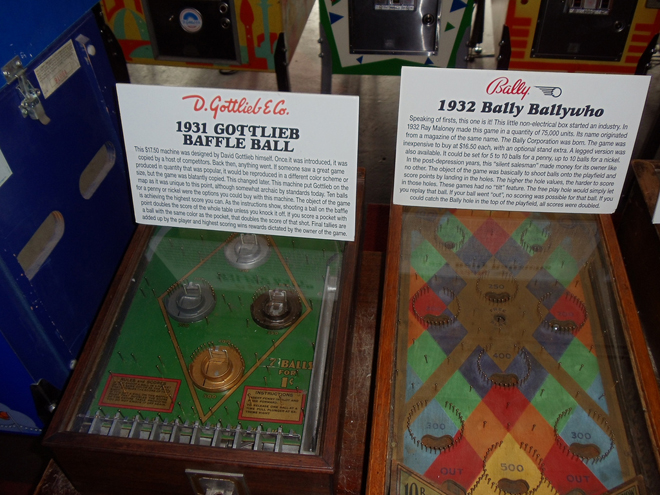 D. Gottlieb & Co.
1931 GOTTLIEB
BAFFLE BALL
This $17.50 machine was designed by David Gottlieb himself. Once it was introduced, it was
copied by a host of competitors. Back then, anything went. If someone saw a great game
produced in quantity that was popular, it would be reproduced in a different color scheme or
size, but the game was blatantly copied. This changed later. This machine put Gottlieb on the
map as it was unique to this point, although somewhat archaic by standards today. Ten balls
for a penny or nickel were the options you could buy with this machine. The object of the game
is achieving the highest score you can. As the instructions show, shooting a ball on the baffle
point doubles the score of the whole table unless you knock it off. If you score a pocket with
a ball with the same color as the pocket, that doubles the score of that shot. Final tallies are
added up by the player and highest scoring wins rewards dictated by the owner of the game.
Bally
1932 Bally Ballywho
Speaking of firsts, this one is it! This little non-electrical box started an industry. In
1932 Ray Maloney made this game in a quantity of 75,000 units. Its name originated
from a magazine of the same name. The Bally Corporation was born. The game was
inexpensive to buy at $16.50 each, with an optional stand extra. A legged version was
also available. It could be set for 5 to 10 balls for a penny, up to 10 balls for a nickel.
In the post-depression years, this "silent salesman" made money for its owner like
no other. The object of the game was basically to shoot balls onto the playfield and
score points by landing in the holes. The higher the hole values, the harder to score
in those holes. These games had no "tilt" feature. The free play hole would simply let
you replay that ball. If your ball went "out", no scoring was possible for that ball. If you
could catch the Bally hole in the top of the playfield, all scores were doubled.
BALLS
FOR
1¢
INSTRUCTIONS
250
400
300
300
500
OUT
OUT
10